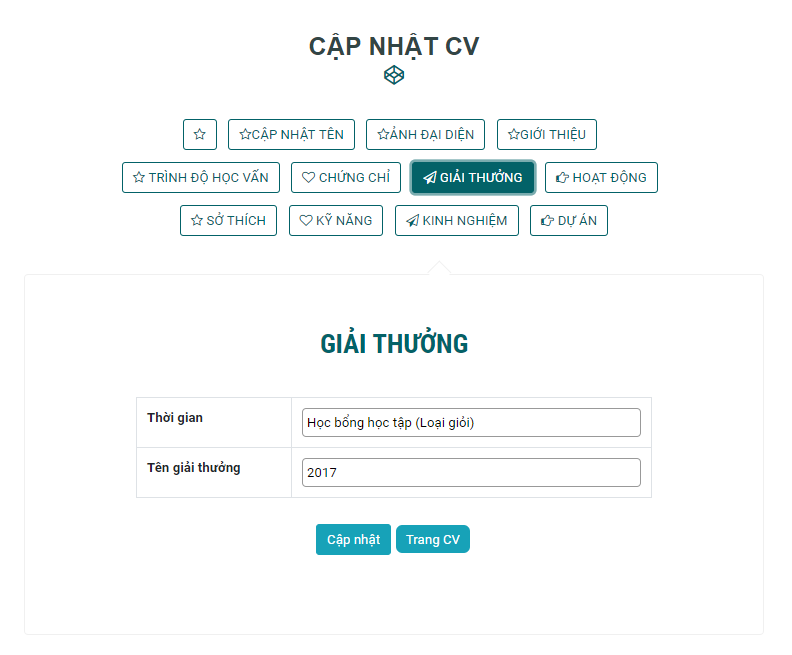 CẬP NHẬT CV
CẬP NHẬT TÊN ẢNH ĐẠI DIỆN GIỚI THIỆU
TRÌNH ĐỘ HỌC VẤN CHỨNG CHỈ GIẢI THƯỞNG HOẠT ĐỘNG
SỞ THÍCH KỸ NĂNG KINH NGHIỆM DỰ ÁN
GIẢI THƯỞNG
Thời gian Học bổng học tập (Loại giỏi)
Tên giải thưởng 2017
Cập nhật Trang CV